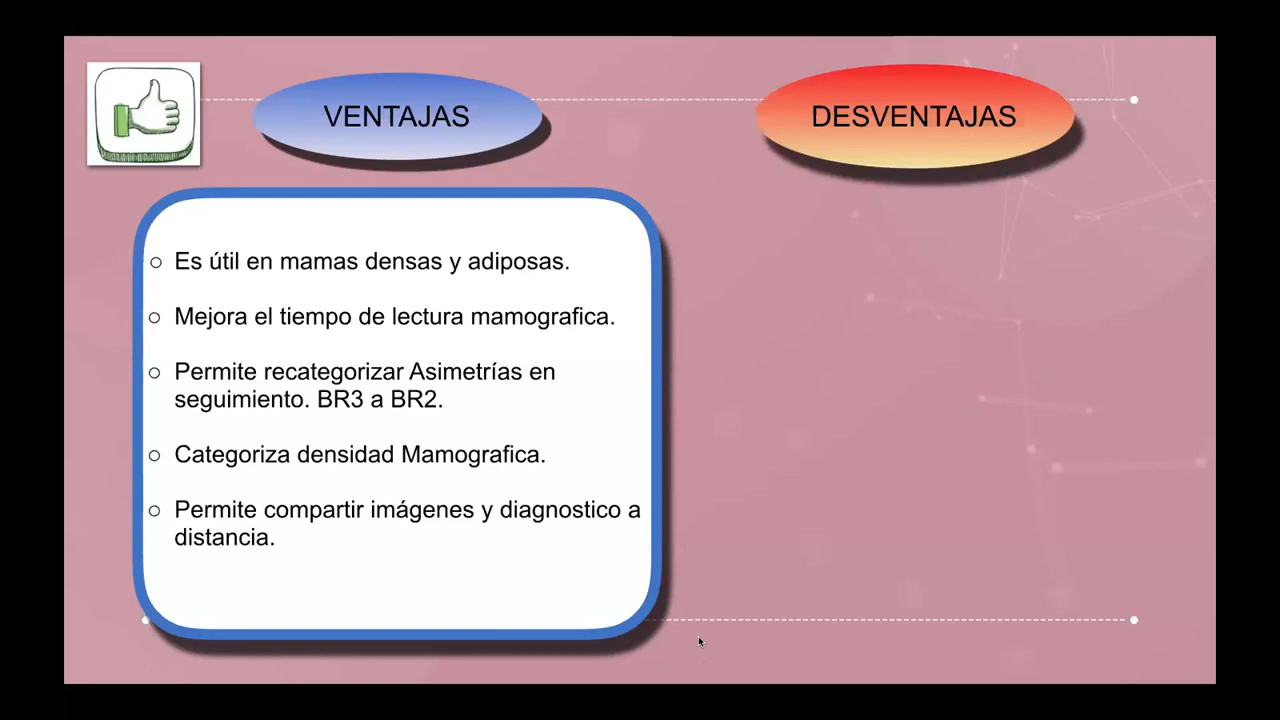 VENTAJAS
DESVENTAJAS
○ Es útil en mamas densas y adiposas.
○ Mejora el tiempo de lectura mamografica.
○ Permite recategorizar Asimetrías en
seguimiento. BR3 a BR2.
○ Categoriza densidad Mamografica.
○ Permite compartir imágenes y diagnostico a
distancia.